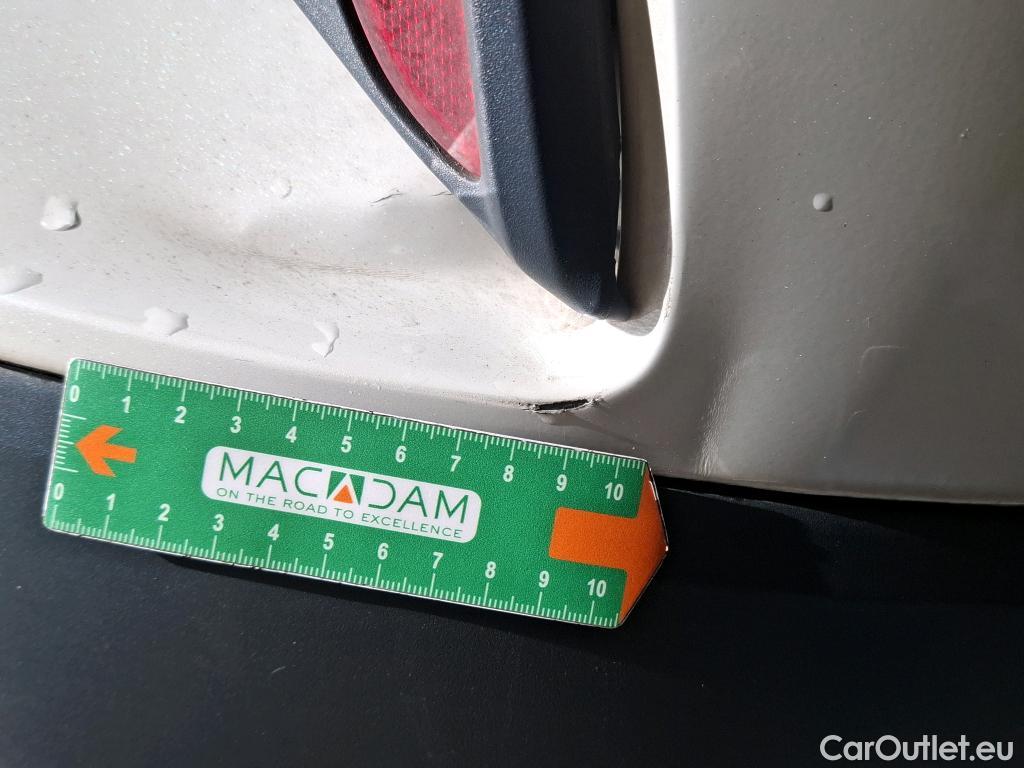 0 1 2 3 4 5 6 7 8 9 10
MACADAM
ON THE ROAD TO EXCELLENCE
0 1 2 3 4 5 6 7 8 9 10
CarOutlet.eu